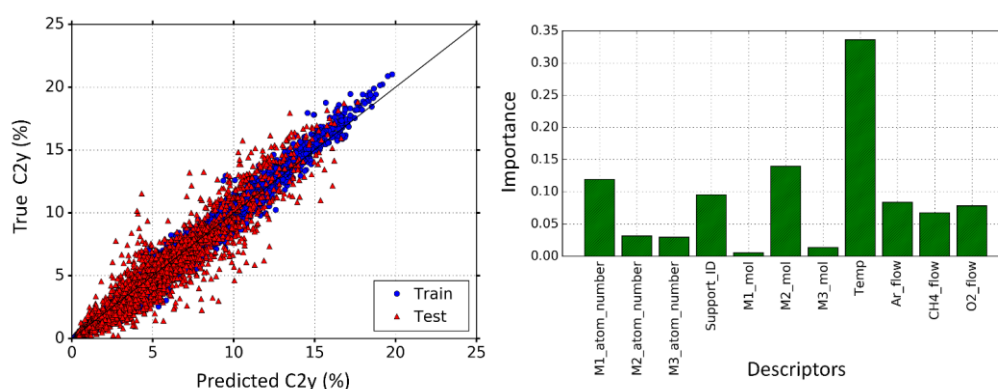 25
20
15
10
5
0
0
5
10
15
20
25
True C2y (%)
Predicted C2y (%)
Train
Test
0.35
0.30
0.25
0.20
0.15
0.10
0.05
0.00
Importance
M1_atom_number
M2_atom_number
M3_atom_number
Support_ID
M1_mol
M2_mol
M3_mol
Temp
Ar_flow
CH4_flow
O2_flow
Descriptors